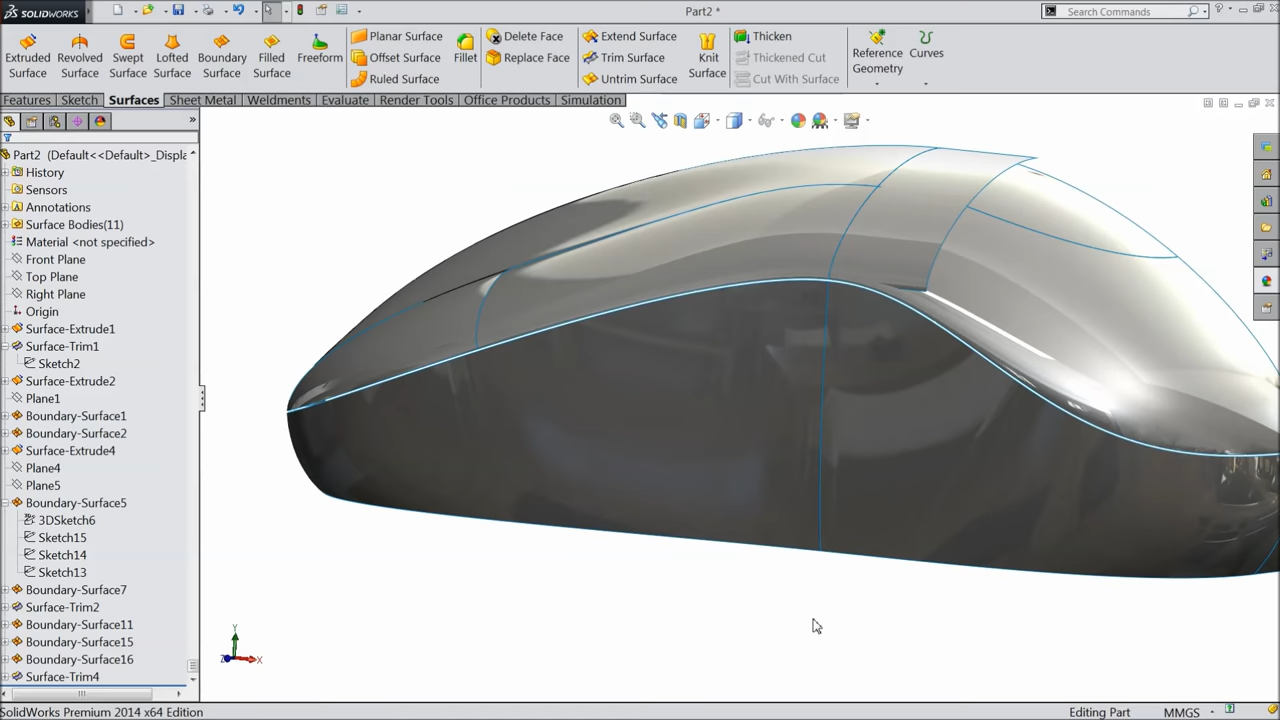 SOLIDWORKS
Part2 *
Search Commands
Extruded Surface
Revolved Surface
Swept Surface
Lofted Surface
Boundary Surface
Filled Surface
Freeform
Planar Surface
Offset Surface
Ruled Surface
Fillet
Delete Face
Replace Face
Extend Surface
Trim Surface
Untrim Surface
Knit Surface
Thicken
Thickened Cut
Cut With Surface
Reference Geometry
Curves
Features Sketch Surfaces Sheet Metal Weldments Evaluate Render Tools Office Products Simulation
Part2 (Default<<Default>_Displa
History
Sensors
Annotations
Surface Bodies(11)
Material <not specified>
Front Plane
Top Plane
Right Plane
Origin
Surface-Extrude1
Surface-Trim1
Sketch2
Surface-Extrude2
Plane1
Boundary-Surface1
Boundary-Surface2
Surface-Extrude4
Plane4
Plane5
Boundary-Surface5
3DSketch6
Sketch15
Sketch14
Sketch13
Boundary-Surface7
Surface-Trim2
Boundary-Surface11
Boundary-Surface15
Boundary-Surface16
Surface-Trim4
Y
Z X
SolidWorks Premium 2014 x64 Edition
Editing Part
MMGS